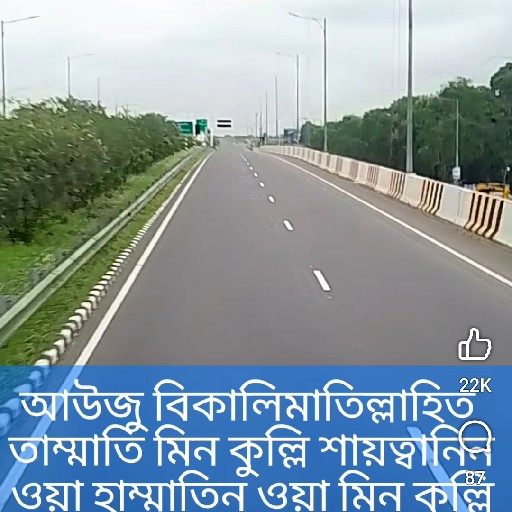 22K
আউজু বিকালিমাতিল্লাহিত
তাম্মাতি মিন কুল্লি শায়ত্বানিন
87
ওয়া হাম্মাতিন ওয়া মিন কুল্লি